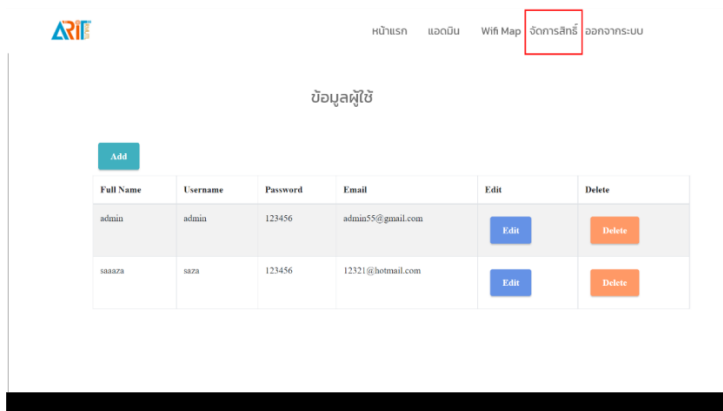 ARiT
หน้าแรก แอดมิน Wifi Map จัดการสิทธิ์ ออกจากระบบ
ข้อมูลผู้ใช้
Add
Full Name Username Password Email Edit Delete
admin admin 123456 admin55@gmail.com Edit Delete
saaaza saza 123456 12321@hotmail.com Edit Delete